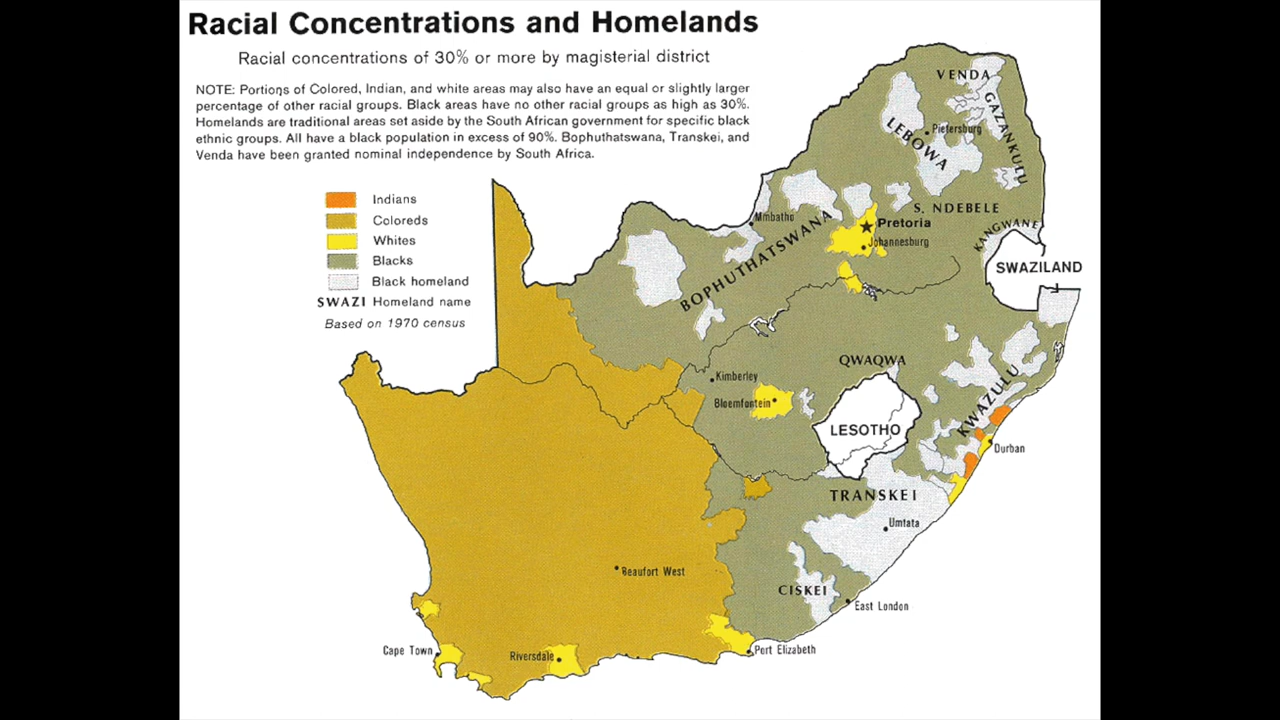 Racial Concentrations and Homelands
Racial concentrations of 30% or more by magisterial district
NOTE: Portions of Colored, Indian, and white areas may also have an equal or slightly larger
percentage of other racial groups. Black areas have no other racial groups as high as 30%.
Homelands are traditional areas set aside by the South African government for specific black
ethnic groups. All have a black population in excess of 90%. Bophuthatswana, Transkei, and
Venda have been granted nominal independence by South Africa.
Indians
Coloreds
Whites
Blacks
Black homeland
SWAZI Homeland name
Based on 1970 census
VENDA
GAZANKULU
LEBOWA
Pietersburg
S. NDEBELE
Mmbatho
Pretoria
Johannesburg
KANGWANE
BOPHUTHATSWANA
SWAZILAND
QWAQWA
Kimberley
Bloemfontein
KWAZULU
LESOTHO
Durban
TRANSKEI
Umtata
Beaufort West
CISKEI
East London
Cape Town
Riversdale
Port Elizabeth